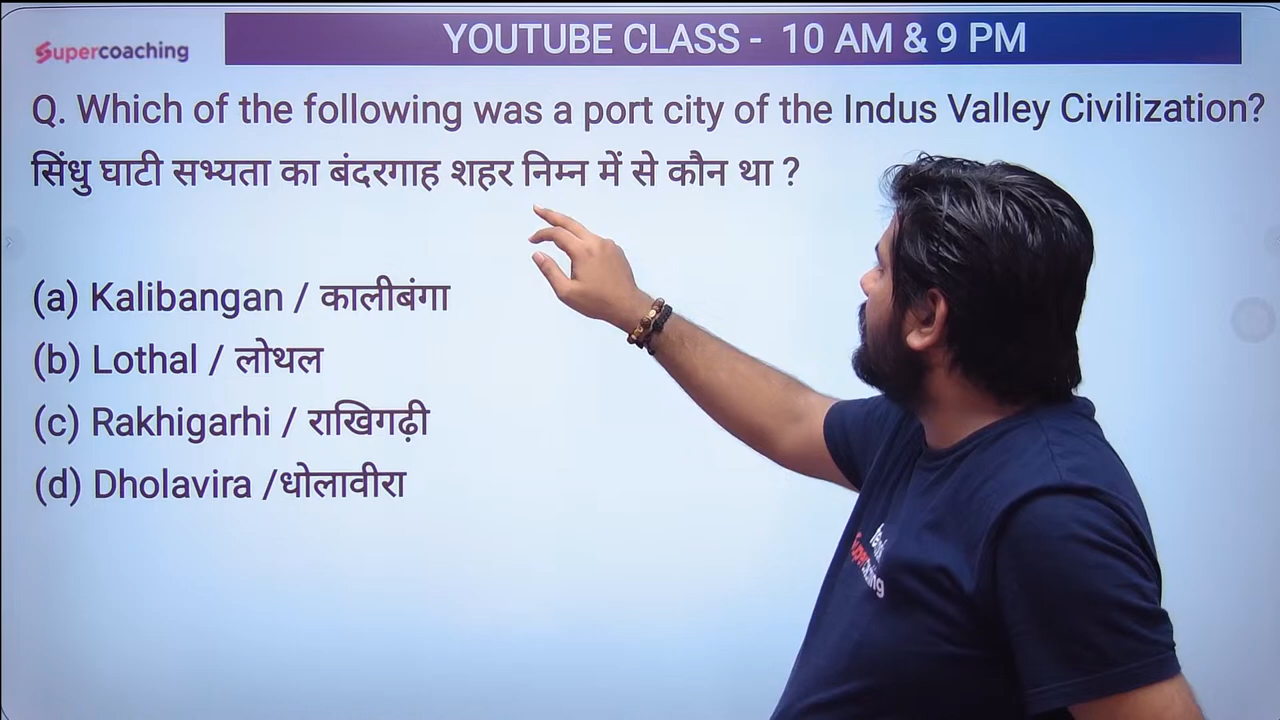 Supercoaching
YOUTUBE CLASS - 10 AM & 9 PM
Q. Which of the following was a port city of the Indus Valley Civilization?
सिंधु घाटी सभ्यता का बंदरगाह शहर निम्न में से कौन था ?
(a) Kalibangan / कालीबंगा
(b) Lothal / लोथल
(c) Rakhigarhi / राखिगढ़ी
(d) Dholavira /धोलावीरा